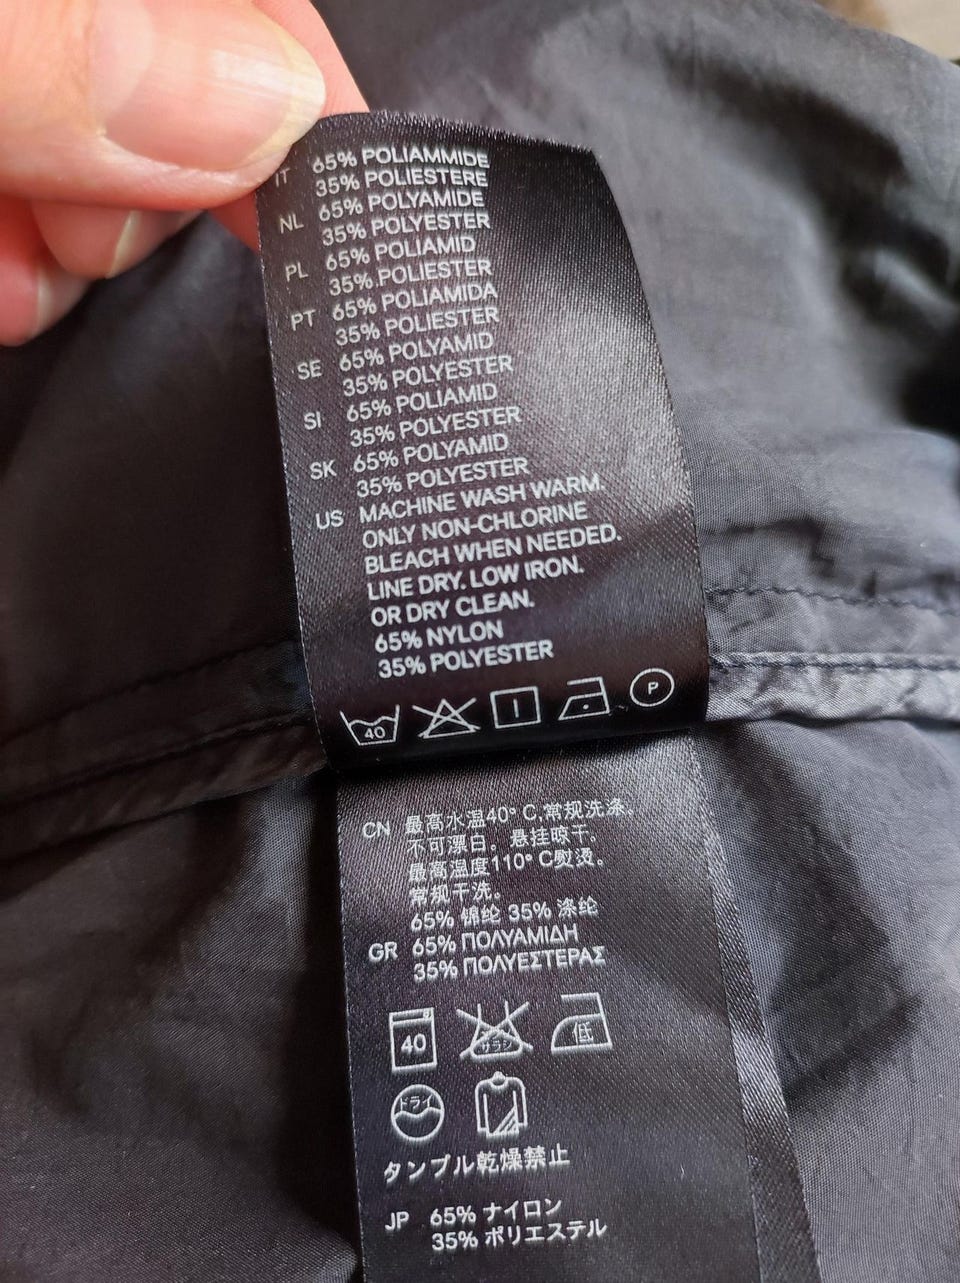 IT 65% POLIAMMIDE
35% POLIESTERE
NL 65% POLYAMIDE
35% POLYESTER
PL 65% POLIAMID
35% POLIESTER
PT 65% POLIAMIDA
35% POLIESTER
SE 65% POLYAMID
35% POLYESTER
SI 65% POLIAMID
35% POLYESTER
SK 65% POLYAMID
35% POLYESTER
US MACHINE WASH WARM.
ONLY NON-CHLORINE
BLEACH WHEN NEEDED.
LINE DRY. LOW IRON.
OR DRY CLEAN.
65% NYLON
35% POLYESTER
40 P
CN 最高水温40° C,常规洗涤。
不可漂日。悬挂晾干。
最高温度110° C熨烫。
常规干洗。
65% 锦纶 35% 涤纶
GR 65% ΠΟΛΥΑΜΙΔΗ
35% ΠΟΛΥΕΣΤΕΡΑΣ
40 サラシ 低
ドライ
タンブル乾燥禁止
JP 65% ナイロン
35% ポリエステル